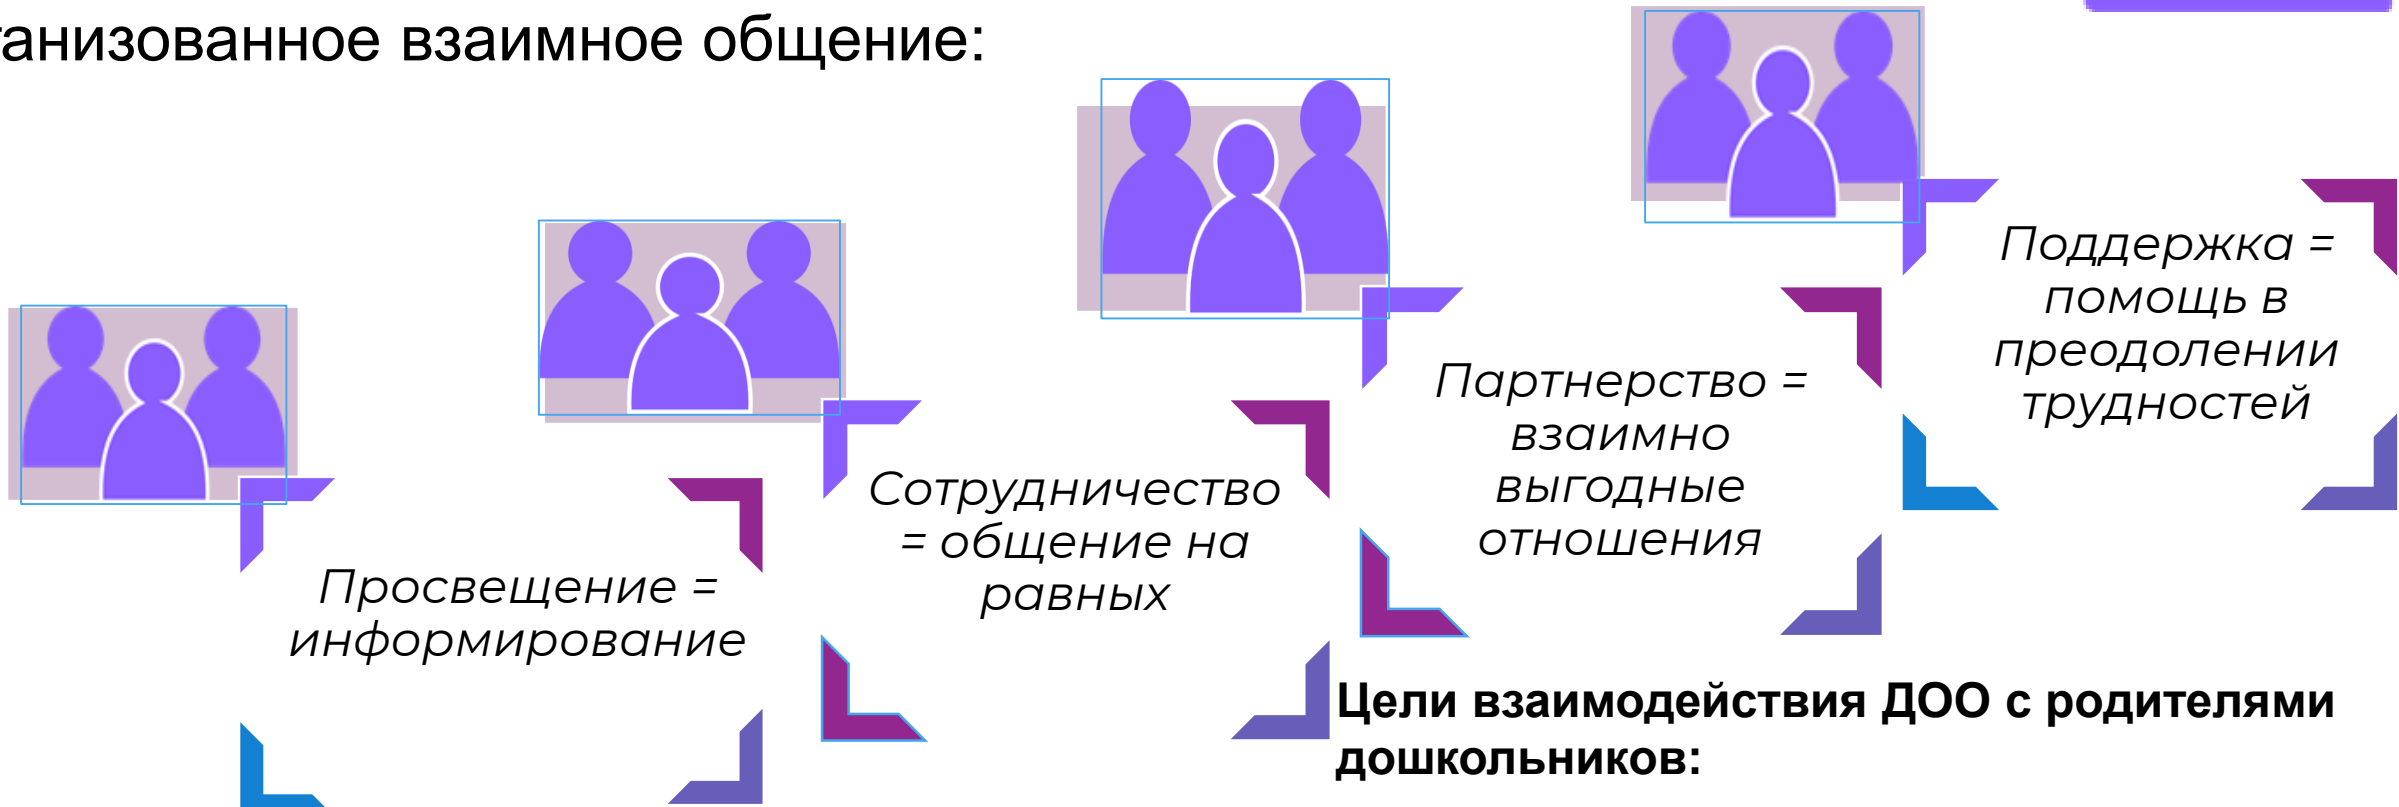 анизованное взаимное общение:
Просвещение =
информирование
Сотрудничество
= общение на
равных
Партнерство =
взаимно
выгодные
отношения
Поддержка =
помощь в
преодолении
трудностей
Цели взаимодействия ДОО с родителями
дошкольников: